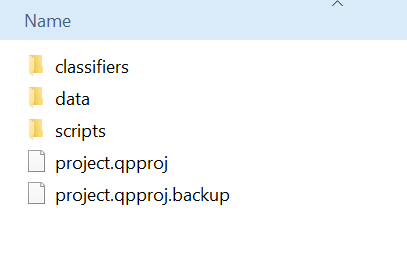 Name
classifiers
data
scripts
project.qpproj
project.qpproj.backup